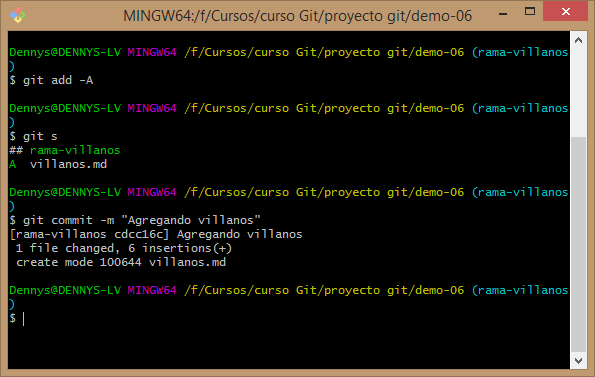 MINGW64:/f/Cursos/curso Git/proyecto git/demo-06
Dennys@DENNYS-LV MINGW64 /f/Cursos/curso Git/proyecto git/demo-06 (rama-villanos
)
$ git add -A
Dennys@DENNYS-LV MINGW64 /f/Cursos/curso Git/proyecto git/demo-06 (rama-villanos
)
$ git s
## rama-villanos
A  villanos.md
Dennys@DENNYS-LV MINGW64 /f/Cursos/curso Git/proyecto git/demo-06 (rama-villanos
)
$ git commit -m "Agregando villanos"
[rama-villanos cdcc16c] Agregando villanos
 1 file changed, 6 insertions(+)
 create mode 100644 villanos.md
Dennys@DENNYS-LV MINGW64 /f/Cursos/curso Git/proyecto git/demo-06 (rama-villanos
)
$